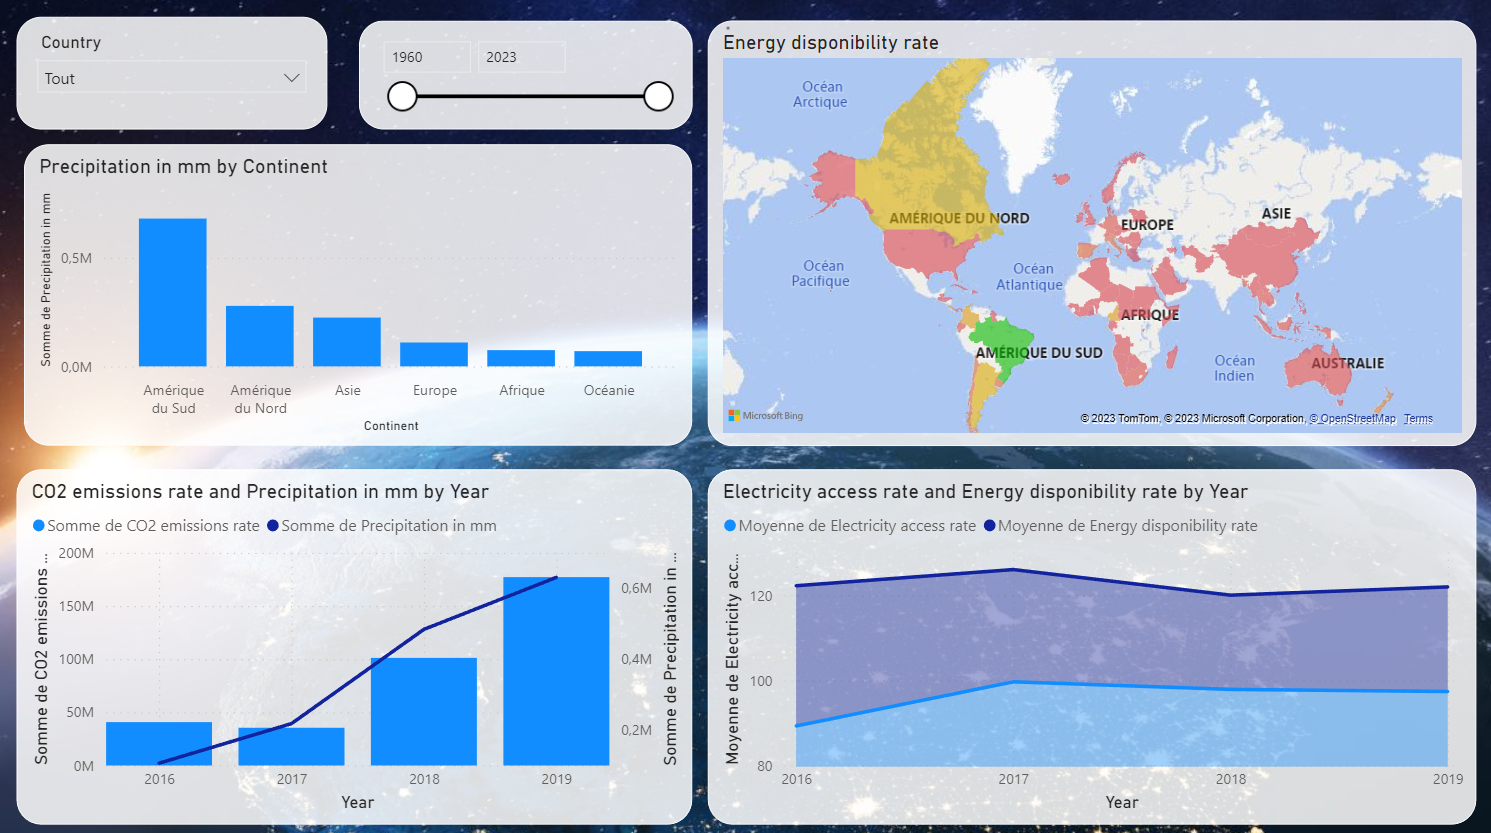 Country
Tout
1960
2023
Precipitation in mm by Continent
Somme de Precipitation in mm
0,5M
0,0M
Amérique du Sud
Amérique du Nord
Asie
Europe
Afrique
Océanie
Continent
Energy disponibility rate
Océan Arctique
AMÉRIQUE DU NORD
EUROPE
ASIE
Océan Pacifique
Océan Atlantique
AFRIQUE
AMÉRIQUE DU SUD
Océan Indien
AUSTRALIE
Microsoft Bing
© 2023 TomTom, © 2023 Microsoft Corporation, © OpenStreetMap Terms
CO2 emissions rate and Precipitation in mm by Year
Somme de CO2 emissions rate
Somme de Precipitation in mm
Somme de CO2 emissions ...
200M
150M
100M
50M
0M
0,6M
0,4M
0,2M
Somme de Precipitation in ...
2016
2017
2018
2019
Year
Electricity access rate and Energy disponibility rate by Year
Moyenne de Electricity access rate
Moyenne de Energy disponibility rate
Moyenne de Electricity acc...
120
100
80
2016
2017
2018
2019
Year